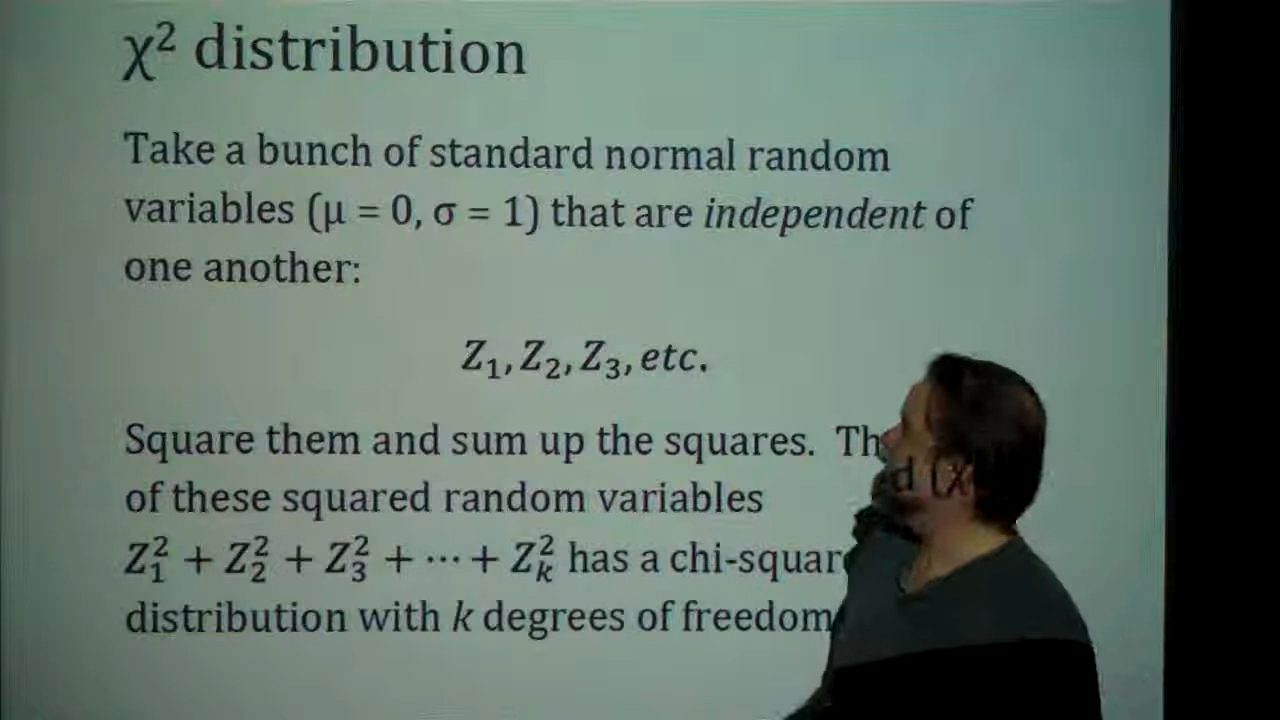 χ² distribution
Take a bunch of standard normal random
variables (μ = 0, σ = 1) that are independent of
one another:
Z₁, Z₂, Z₃, etc.
Square them and sum up the squares. Th
of these squared random variables
Z₁² + Z₂² + Z₃² + ⋯ + Zₖ² has a chi-squar d (χ
distribution with k degrees of freedom